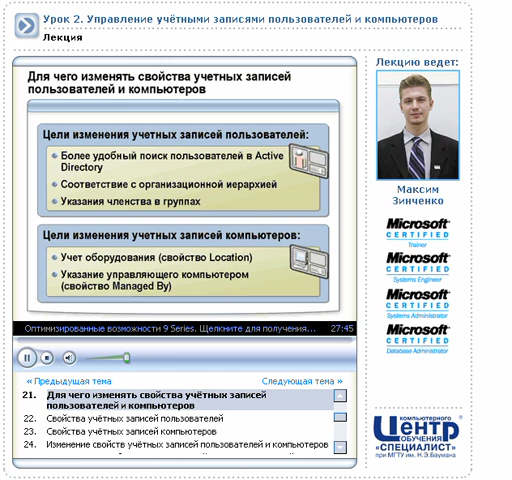 Урок 2. Управление учётными записями пользователей и компьютеров
Лекция
Для чего изменять свойства учетных записей
пользователей и компьютеров
Цели изменения учетных записей пользователей:
Более удобный поиск пользователей в Active
Directory
Соответствие с организационной иерархией
Указания членства в группах
Цели изменения учетных записей компьютеров:
Учет оборудования (свойство Location)
Указание управляющего компьютером
(свойство Managed By)
Оптимизированные возможности 9 Series. Щелкните для получения... 27:45
« Предыдущая тема Следующая тема »
21. Для чего изменять свойства учётных записей
пользователей и компьютеров
22. Свойства учётных записей пользователей
23. Свойства учётных записей компьютеров
24. Изменение свойств учётных записей пользователей и компьютеров
Лекцию ведет:
Максим
Зинченко
Microsoft
CERTIFIED
Trainer
Microsoft
CERTIFIED
Systems Engineer
Microsoft
CERTIFIED
Systems Administrator
Microsoft
CERTIFIED
Database Administrator
компьютерного
Центр
ОБУЧЕНИЯ
«СПЕЦИАЛИСТ»
при МГТУ им. Н.Э.Баумана